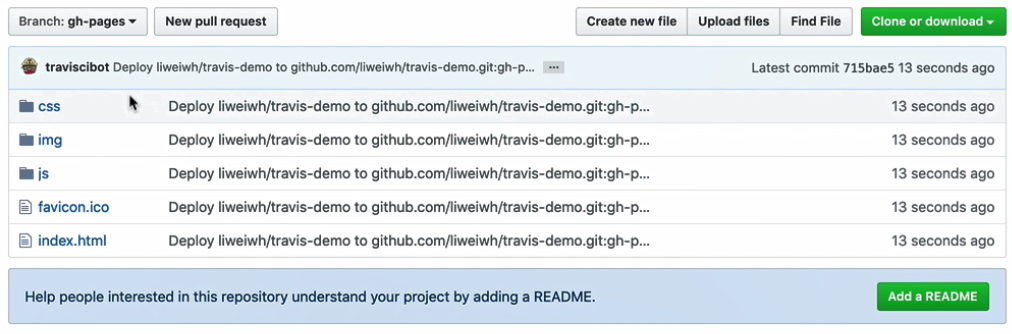 Branch: gh-pages New pull request Create new file Upload files Find File Clone or download
traviscibot Deploy liweiwh/travis-demo to github.com/liweiwh/travis-demo.git:gh-p... ... Latest commit 715bae5 13 seconds ago
css Deploy liweiwh/travis-demo to github.com/liweiwh/travis-demo.git:gh-p... 13 seconds ago
img Deploy liweiwh/travis-demo to github.com/liweiwh/travis-demo.git:gh-p... 13 seconds ago
js Deploy liweiwh/travis-demo to github.com/liweiwh/travis-demo.git:gh-p... 13 seconds ago
favicon.ico Deploy liweiwh/travis-demo to github.com/liweiwh/travis-demo.git:gh-p... 13 seconds ago
index.html Deploy liweiwh/travis-demo to github.com/liweiwh/travis-demo.git:gh-p... 13 seconds ago
Help people interested in this repository understand your project by adding a README. Add a README